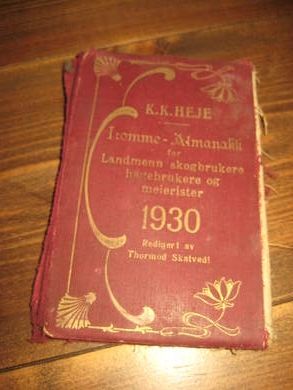 K.K.HEJE
Lomme-Almanakk
for
Landmenn skogbrukere
hagebrukere og
meierister
1930
Redigert av
Thormod Skatvedt